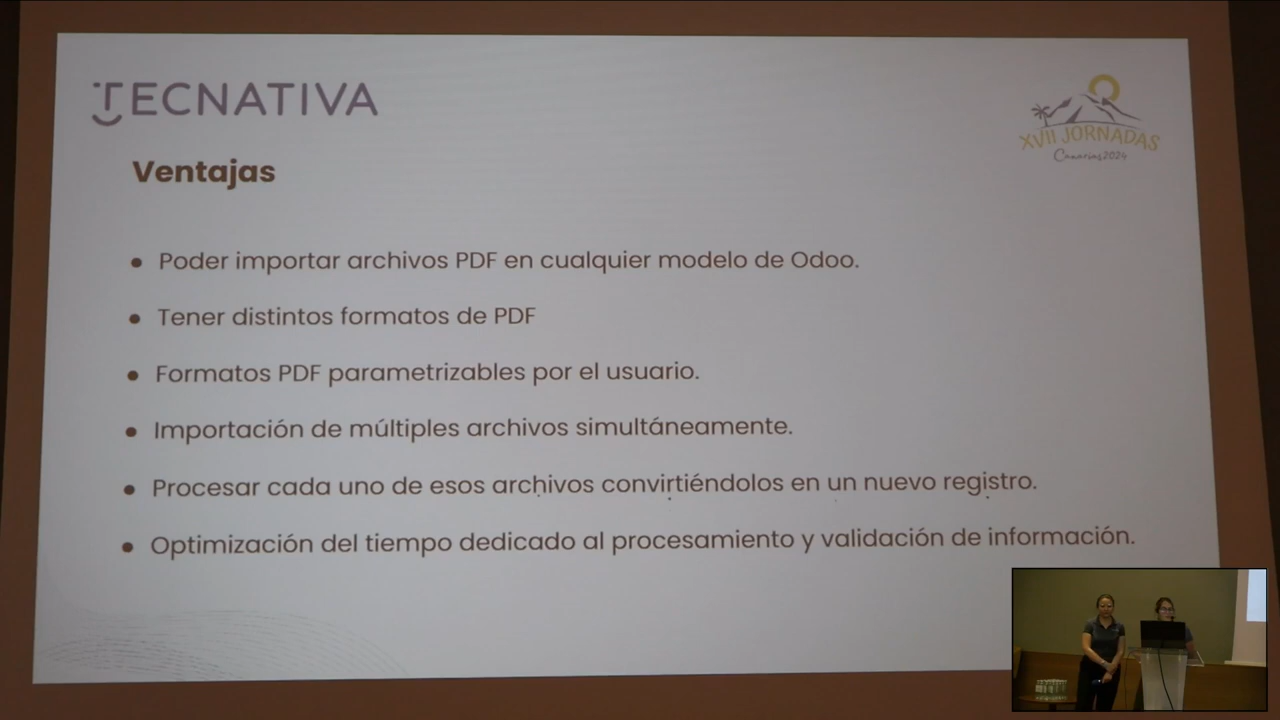 TECNATIVA
XVII JORNADAS
Canarias2024
Ventajas
● Poder importar archivos PDF en cualquier modelo de Odoo.
● Tener distintos formatos de PDF
● Formatos PDF parametrizables por el usuario.
● Importación de múltiples archivos simultáneamente.
● Procesar cada uno de esos archivos convirtiéndolos en un nuevo registro.
● Optimización del tiempo dedicado al procesamiento y validación de información.